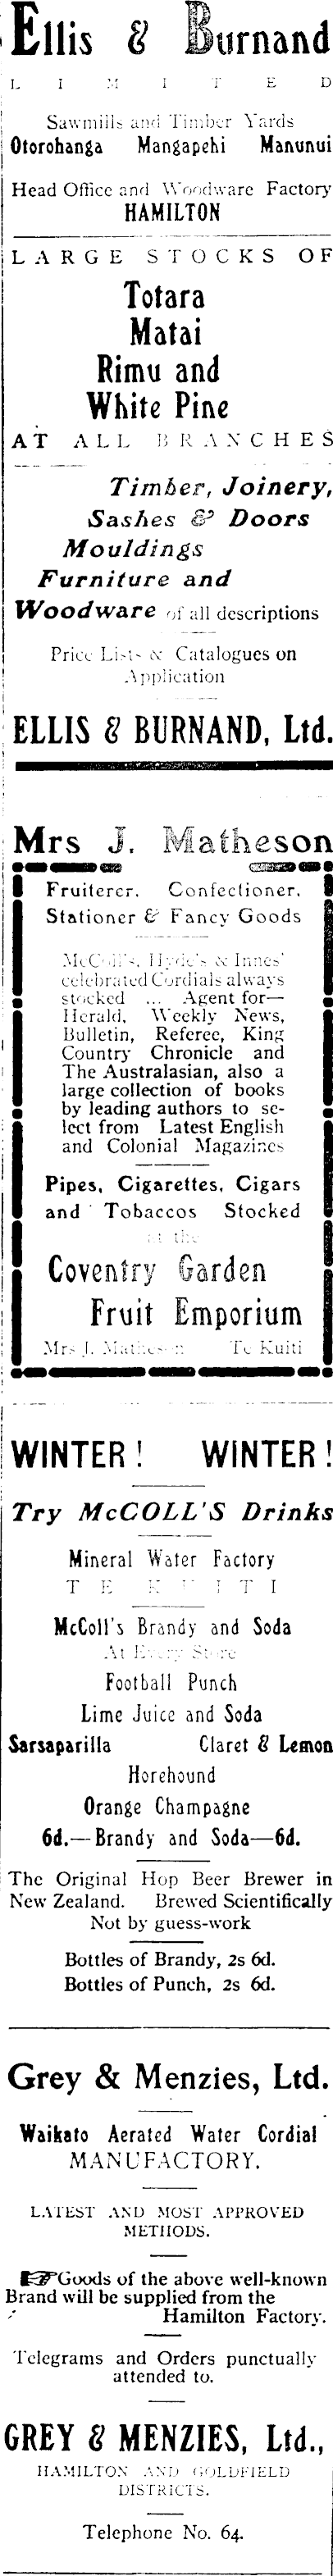 Ellis & Burnand
LIMITED
Sawmills and Timber Yards
Otorohanga Mangapehi Manunui
Head Office and Woodware Factory
HAMILTON
LARGE STOCKS OF
Totara
Matai
Rimu and
White Pine
AT ALL BRANCHES
Timber, Joinery,
Sashes & Doors
Mouldings
Furniture and
Woodware of all descriptions
Price Lists & Catalogues on
Application
ELLIS & BURNAND, Ltd.
Mrs J. Matheson
Fruiterer, Confectioner,
Stationer & Fancy Goods
McColl's, Hyde's & Innes'
celebrated Cordials always
stocked ... Agent for—
Herald, Weekly News,
Bulletin, Referee, King
Country Chronicle and
The Australasian, also a
large collection of books
by leading authors to se-
lect from Latest English
and Colonial Magazines
Pipes, Cigarettes, Cigars
and Tobaccos Stocked
at the
Coventry Garden
Fruit Emporium
Mrs J. Matheson Te Kuiti
WINTER! WINTER!
Try McCOLL'S Drinks
Mineral Water Factory
TE KUITI
McColl's Brandy and Soda
At Every Store
Football Punch
Lime Juice and Soda
Sarsaparilla Claret & Lemon
Horehound
Orange Champagne
6d.—Brandy and Soda—6d.
The Original Hop Beer Brewer in
New Zealand. Brewed Scientifically
Not by guess-work
Bottles of Brandy, 2s 6d.
Bottles of Punch, 2s 6d.
Grey & Menzies, Ltd.
Waikato Aerated Water Cordial
MANUFACTORY.
LATEST AND MOST APPROVED
METHODS.
☞Goods of the above well-known
Brand will be supplied from the
Hamilton Factory.
Telegrams and Orders punctually
attended to.
GREY & MENZIES, Ltd.,
HAMILTON AND GOLDFIELD
DISTRICTS.
Telephone No. 64.